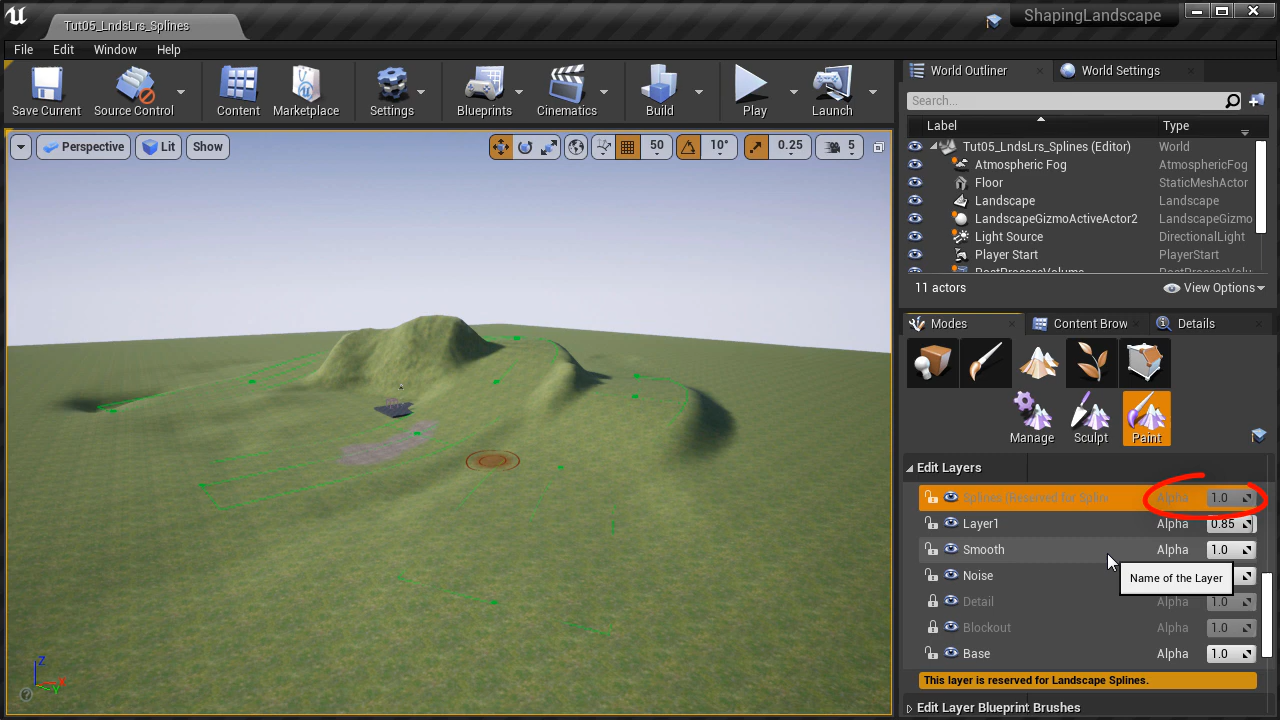 Tut05_LndsLrs_Splines
ShapingLandscape
File Edit Window Help
Save Current Source Control Content Marketplace Settings Blueprints Cinematics Build Play Launch
Perspective Lit Show 50 10° 0.25 5
World Outliner World Settings
Search...
Label Type
Tut05_LndsLrs_Splines (Editor) World
Atmospheric Fog AtmosphericFog
Floor StaticMeshActor
Landscape Landscape
LandscapeGizmoActiveActor2 LandscapeGizmo
Light Source DirectionalLight
Player Start PlayerStart
PostProcessVolume PostProcessVolu
11 actors View Options
Modes Content Brow Details
Manage Sculpt Paint
Edit Layers
Splines (Reserved for Spline Alpha 1.0
Layer1 Alpha 0.85
Smooth Alpha 1.0
Name of the Layer
Noise
Detail Alpha 1.0
Blockout Alpha 1.0
Base Alpha 1.0
This layer is reserved for Landscape Splines.
Edit Layer Blueprint Brushes
Z
X
Y